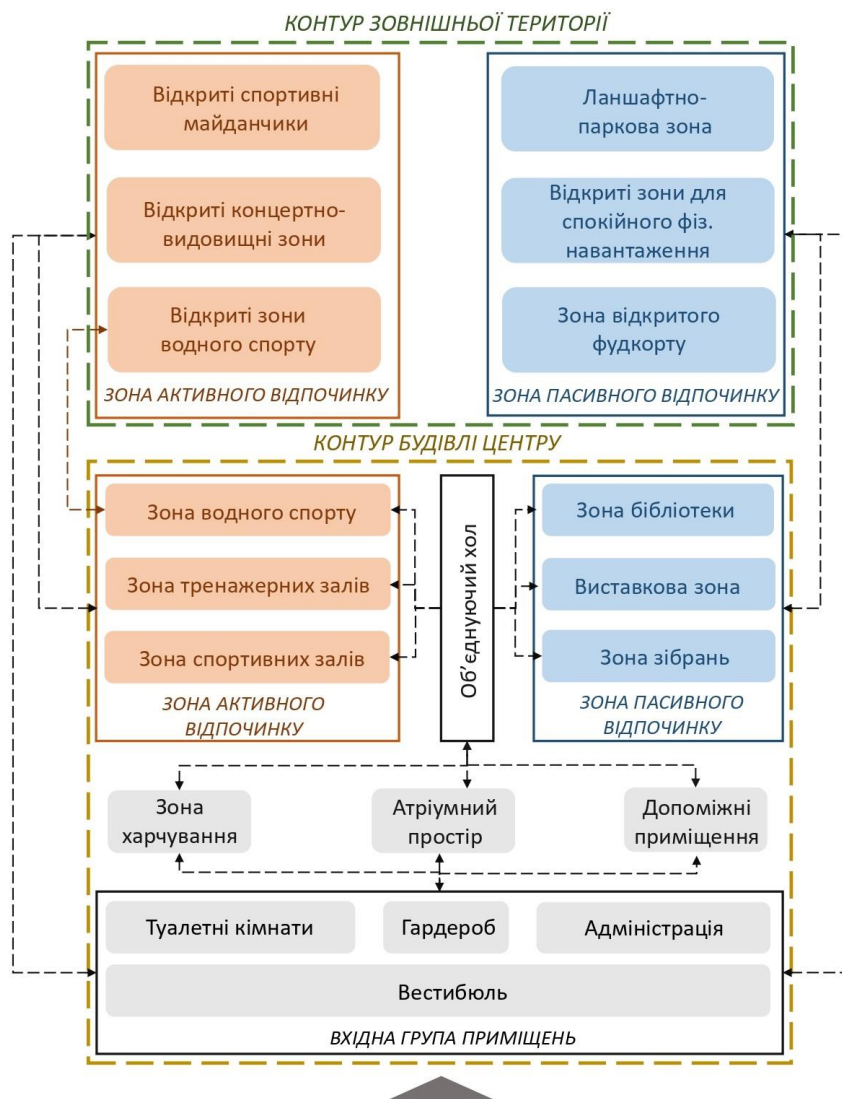 КОНТУР ЗОВНІШНЬОЇ ТЕРИТОРІЇ
Відкриті спортивні
майданчики
Відкриті концертно-
видовищні зони
Відкриті зони
водного спорту
ЗОНА АКТИВНОГО ВІДПОЧИНКУ
Ланшафтно-
паркова зона
Відкриті зони для
спокійного фіз.
навантаження
Зона відкритого
фудкорту
ЗОНА ПАСИВНОГО ВІДПОЧИНКУ
КОНТУР БУДІВЛІ ЦЕНТРУ
Зона водного спорту
Зона тренажерних залів
Зона спортивних залів
ЗОНА АКТИВНОГО
ВІДПОЧИНКУ
Об’єднуючий хол
Зона бібліотеки
Виставкова зона
Зона зібрань
ЗОНА ПАСИВНОГО
ВІДПОЧИНКУ
Зона
харчування
Атріумний
простір
Допоміжні
приміщення
Туалетні кімнати
Гардероб
Адміністрація
Вестибюль
ВХІДНА ГРУПА ПРИМІЩЕНЬ